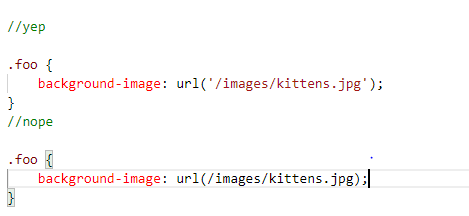 //yep
.foo {
background-image: url('/images/kittens.jpg');
}
//nope
.foo {
background-image: url(/images/kittens.jpg);
}